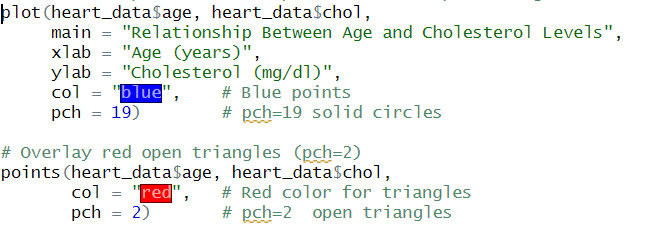 plot(heart_data$age, heart_data$chol,
     main = "Relationship Between Age and Cholesterol Levels",
     xlab = "Age (years)",
     ylab = "Cholesterol (mg/dl)",
     col = "blue",    # Blue points
     pch = 19)        # pch=19 solid circles

# Overlay red open triangles (pch=2)
points(heart_data$age, heart_data$chol,
       col = "red",   # Red color for triangles
       pch = 2)       # pch=2  open triangles